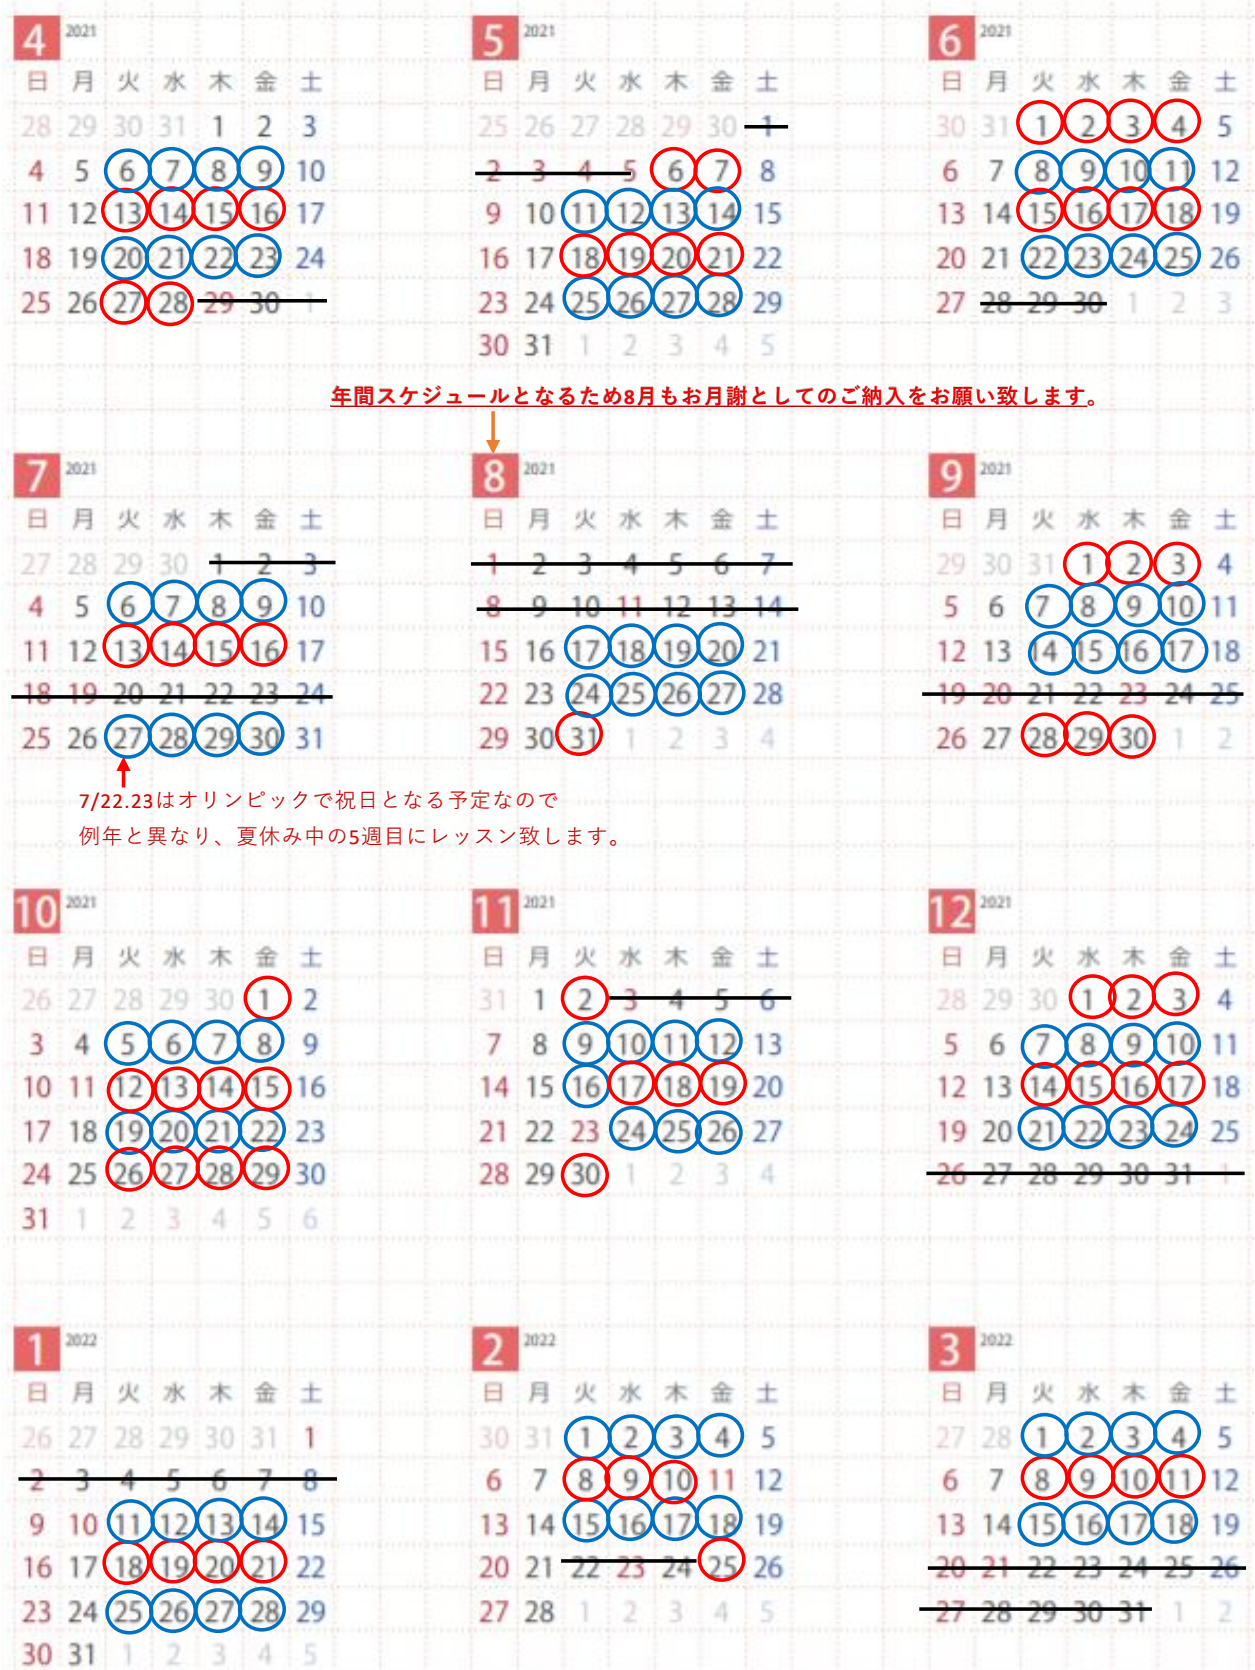 4 2021
日 月 火 水 木 金 土
28 29 30 31 1 2 3
4 5 6 7 8 9 10
11 12 13 14 15 16 17
18 19 20 21 22 23 24
25 26 27 28 29 30 1
5 2021
日 月 火 水 木 金 土
25 26 27 28 29 30 1
2 3 4 5 6 7 8
9 10 11 12 13 14 15
16 17 18 19 20 21 22
23 24 25 26 27 28 29
30 31 1 2 3 4 5
6 2021
日 月 火 水 木 金 土
30 31 1 2 3 4 5
6 7 8 9 10 11 12
13 14 15 16 17 18 19
20 21 22 23 24 25 26
27 28 29 30 1 2 3
年間スケジュールとなるため8月もお月謝としてのご納入をお願い致します。
7 2021
日 月 火 水 木 金 土
27 28 29 30 1 2 3
4 5 6 7 8 9 10
11 12 13 14 15 16 17
18 19 20 21 22 23 24
25 26 27 28 29 30 31
8 2021
日 月 火 水 木 金 土
1 2 3 4 5 6 7
8 9 10 11 12 13 14
15 16 17 18 19 20 21
22 23 24 25 26 27 28
29 30 31 1 2 3 4
9 2021
日 月 火 水 木 金 土
29 30 31 1 2 3 4
5 6 7 8 9 10 11
12 13 14 15 16 17 18
19 20 21 22 23 24 25
26 27 28 29 30 1 2
7/22.23はオリンピックで祝日となる予定なので
例年と異なり、夏休み中の5週目にレッスン致します。
10 2021
日 月 火 水 木 金 土
26 27 28 29 30 1 2
3 4 5 6 7 8 9
10 11 12 13 14 15 16
17 18 19 20 21 22 23
24 25 26 27 28 29 30
31 1 2 3 4 5 6
11 2021
日 月 火 水 木 金 土
31 1 2 3 4 5 6
7 8 9 10 11 12 13
14 15 16 17 18 19 20
21 22 23 24 25 26 27
28 29 30 1 2 3 4
12 2021
日 月 火 水 木 金 土
28 29 30 1 2 3 4
5 6 7 8 9 10 11
12 13 14 15 16 17 18
19 20 21 22 23 24 25
26 27 28 29 30 31 1
1 2022
日 月 火 水 木 金 土
26 27 28 29 30 31 1
2 3 4 5 6 7 8
9 10 11 12 13 14 15
16 17 18 19 20 21 22
23 24 25 26 27 28 29
30 31 1 2 3 4 5
2 2022
日 月 火 水 木 金 土
30 31 1 2 3 4 5
6 7 8 9 10 11 12
13 14 15 16 17 18 19
20 21 22 23 24 25 26
27 28 1 2 3 4 5
3 2022
日 月 火 水 木 金 土
27 28 1 2 3 4 5
6 7 8 9 10 11 12
13 14 15 16 17 18 19
20 21 22 23 24 25 26
27 28 29 30 31 1 2